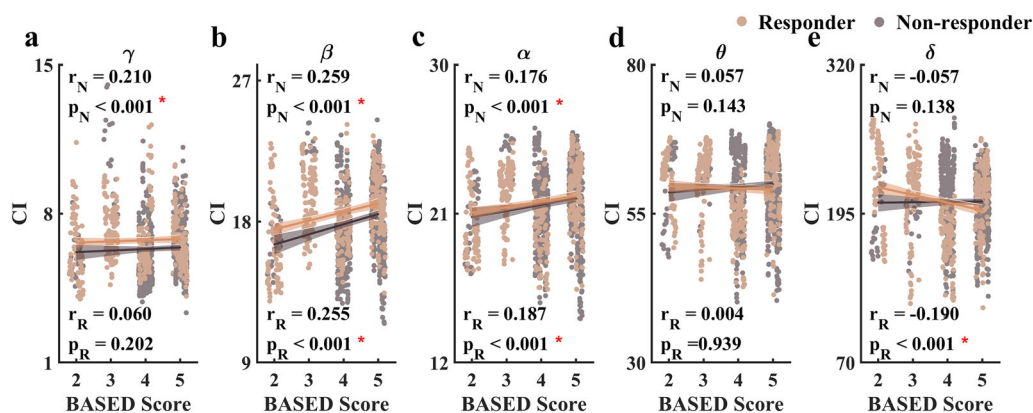 Responder Non-responder
a b c d e
γ β α θ δ
15 27 30 80 320
r_N = 0.210 r_N = 0.259 r_N = 0.176 r_N = 0.057 r_N = -0.057
p_N < 0.001 * p_N < 0.001 * p_N < 0.001 * p_N = 0.143 p_N = 0.138
CI 8 CI 18 CI 21 CI 55 CI 195
r_R = 0.060 r_R = 0.255 r_R = 0.187 r_R = 0.004 r_R = -0.190
p_R = 0.202 p_R < 0.001 * p_R < 0.001 * p_R =0.939 p_R < 0.001 *
1 9 12 30 70
2 3 4 5 2 3 4 5 2 3 4 5 2 3 4 5 2 3 4 5
BASED Score BASED Score BASED Score BASED Score BASED Score